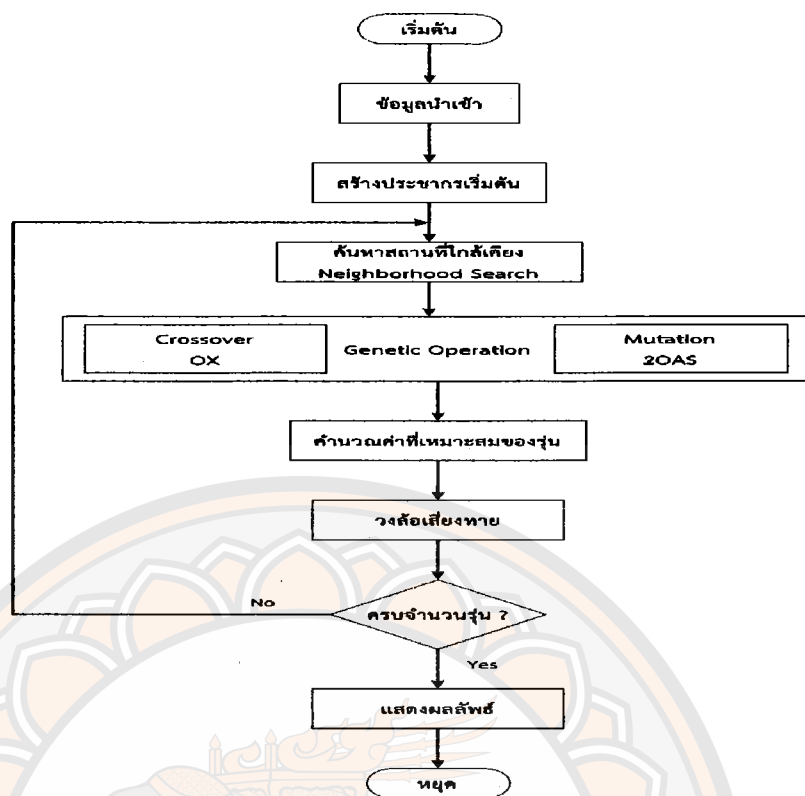 เริ่มต้น
ข้อมูลนำเข้า
สร้างประชากรเริ่มต้น
ค้นหาสถานที่ใกล้เคียง
Neighborhood Search
Crossover
OX
Genetic Operation
Mutation
2OAS
คำนวณค่าที่เหมาะสมของรุ่น
วงล้อเสี่ยงทาย
ครบจำนวนรุ่น ?
No
Yes
แสดงผลลัพธ์
หยุด